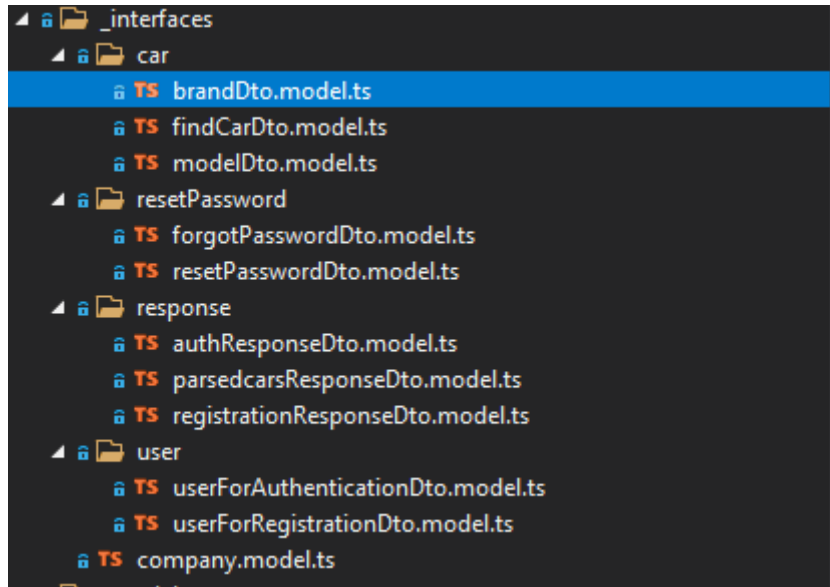 _interfaces
car
TS brandDto.model.ts
TS findCarDto.model.ts
TS modelDto.model.ts
resetPassword
TS forgotPasswordDto.model.ts
TS resetPasswordDto.model.ts
response
TS authResponseDto.model.ts
TS parsedcarsResponseDto.model.ts
TS registrationResponseDto.model.ts
user
TS userForAuthenticationDto.model.ts
TS userForRegistrationDto.model.ts
TS company.model.ts